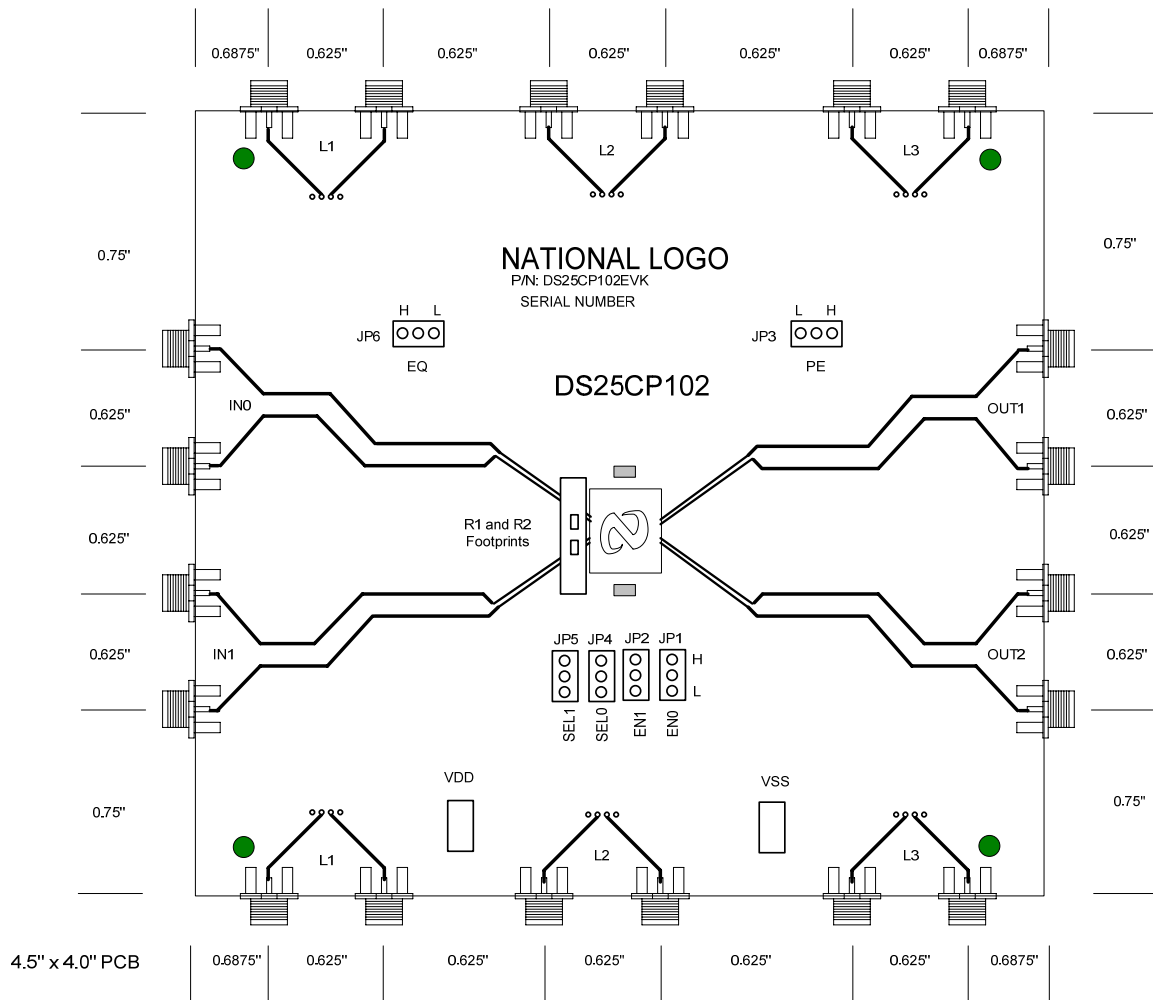 0.6875" 0.625" 0.625" 0.625" 0.625" 0.625" 0.6875"
L1 L2 L3
0.75" 0.75"
NATIONAL LOGO
P/N: DS25CP102EVK
SERIAL NUMBER
H L L H
JP6 JP3
EQ PE
DS25CP102
IN0 OUT1
0.625" 0.625"
R1 and R2
Footprints
0.625" 0.625"
JP5 JP4 JP2 JP1
IN1 H OUT2
0.625" 0.625"
L
SEL1 SEL0 EN1 EN0
VDD VSS
0.75" 0.75"
L1 L2 L3
4.5" x 4.0" PCB
0.6875" 0.625" 0.625" 0.625" 0.625" 0.625" 0.6875"